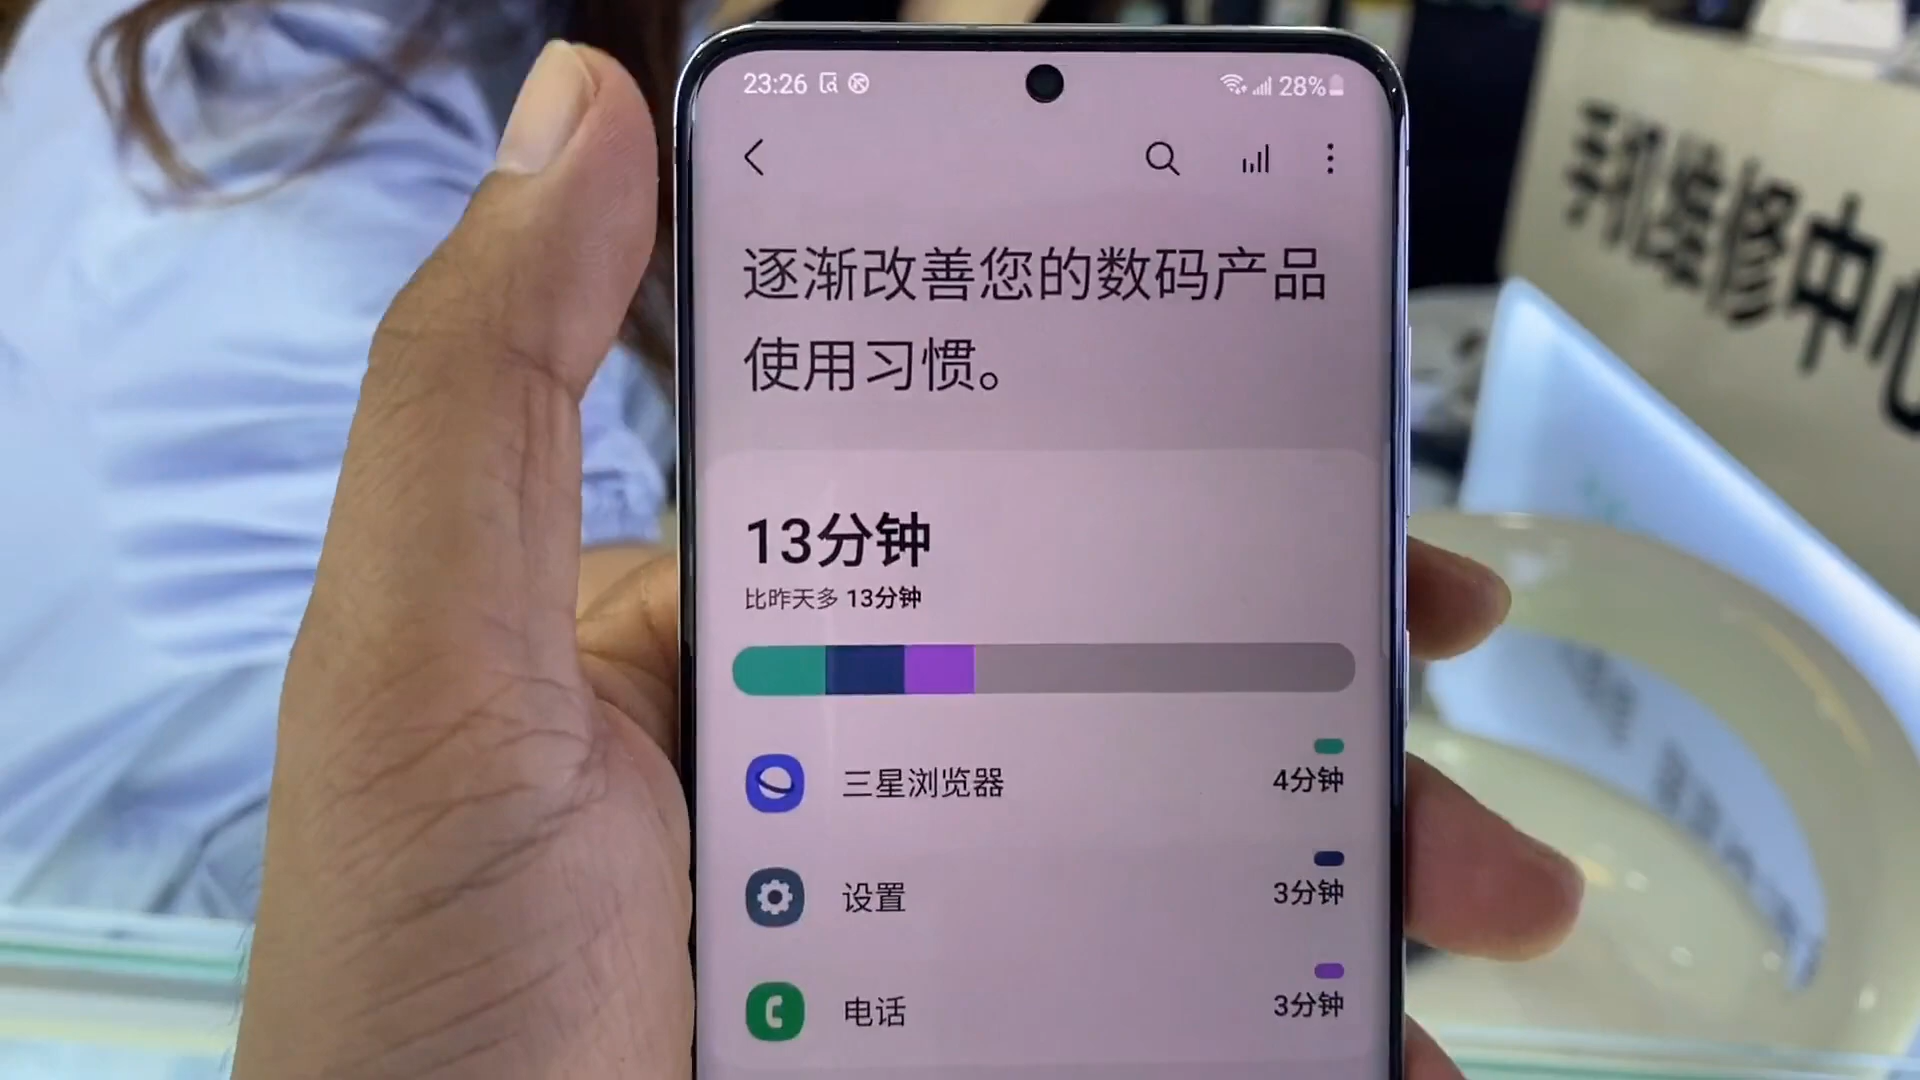 23:26
28%
逐渐改善您的数码产品
使用习惯。
13分钟
比昨天多 13分钟
三星浏览器
4分钟
设置
3分钟
电话
3分钟
维修中心